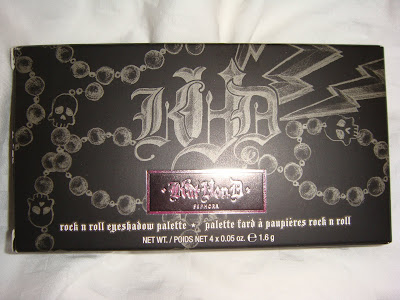 KVD
Kat Von D
SEPHORA
rock n roll eyeshadow palette ★ palette fard à paupières rock n roll
NET WT. / POIDS NET 4 x 0.05 oz. ℮ 1.6 g